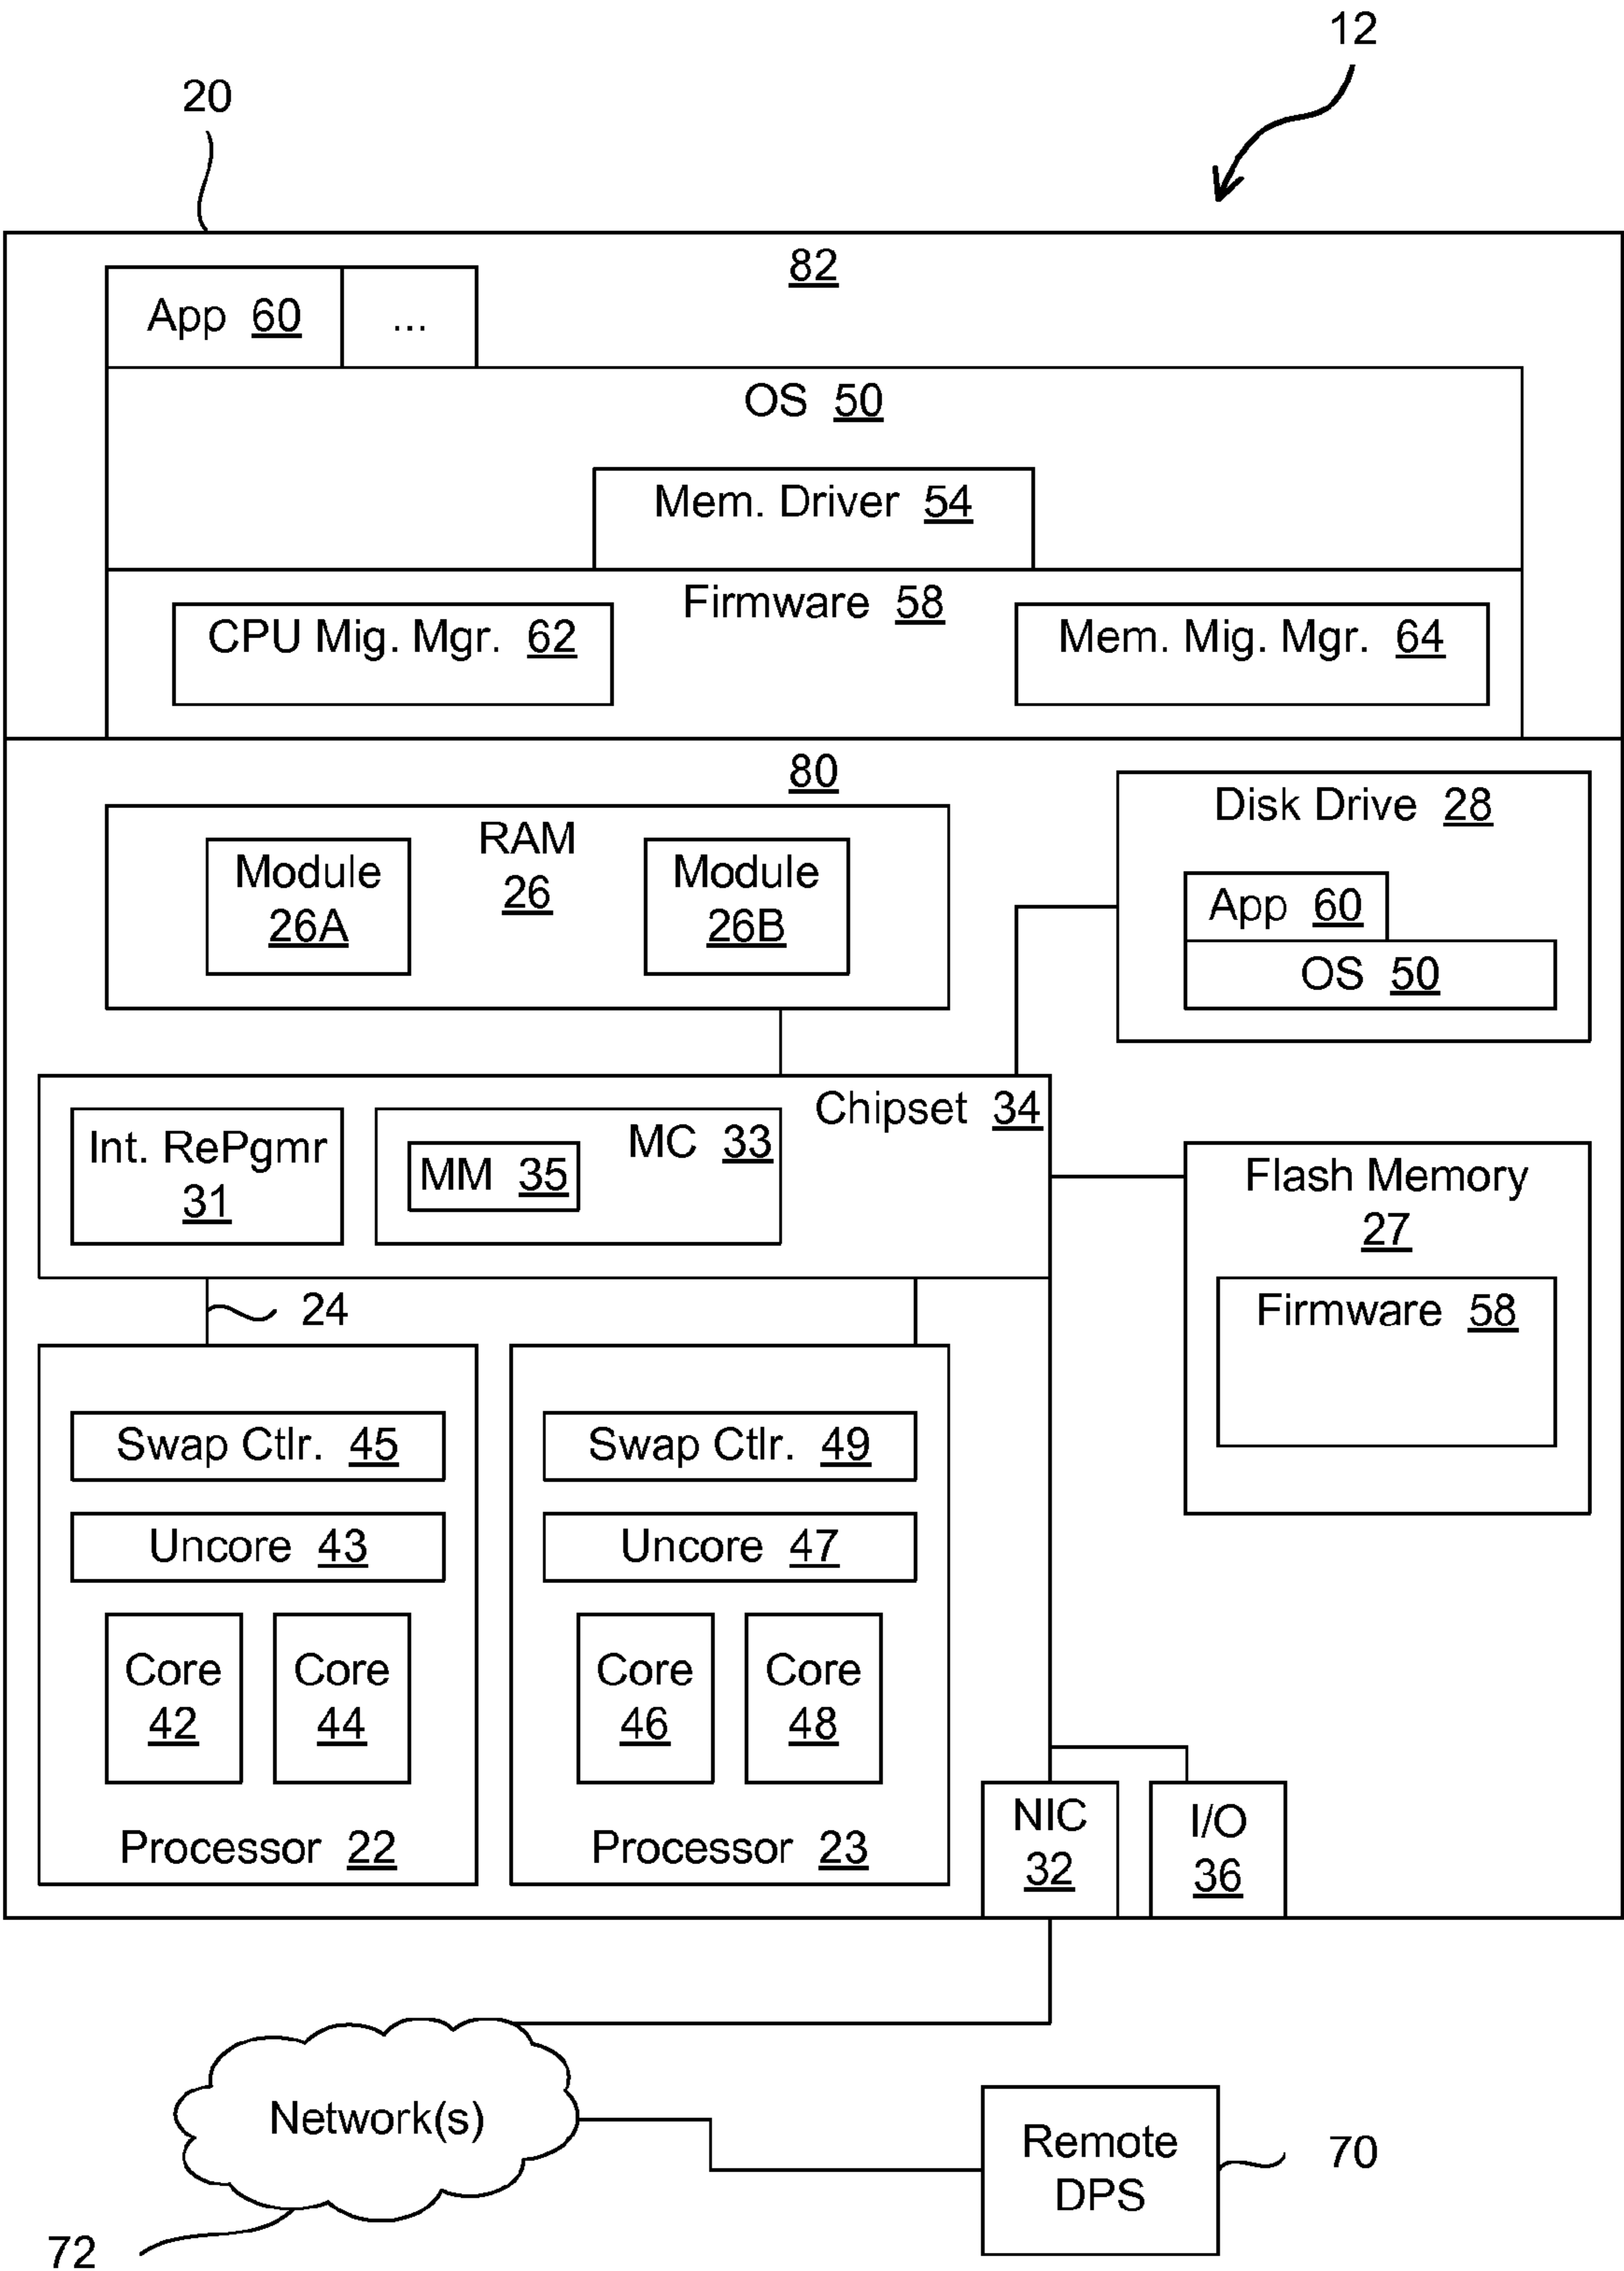 12
20
82
App 60
...
OS 50
Mem. Driver 54
Firmware 58
CPU Mig. Mgr. 62
Mem. Mig. Mgr. 64
80
Disk Drive 28
RAM
26
Module
26A
Module
26B
App 60
OS 50
Chipset 34
Int. RePgmr
31
MC 33
MM 35
Flash Memory
27
Firmware 58
24
Swap Ctlr. 45
Swap Ctlr. 49
Uncore 43
Uncore 47
Core
42
Core
44
Core
46
Core
48
Processor 22
Processor 23
NIC
32
I/O
36
Network(s)
Remote
DPS
70
72